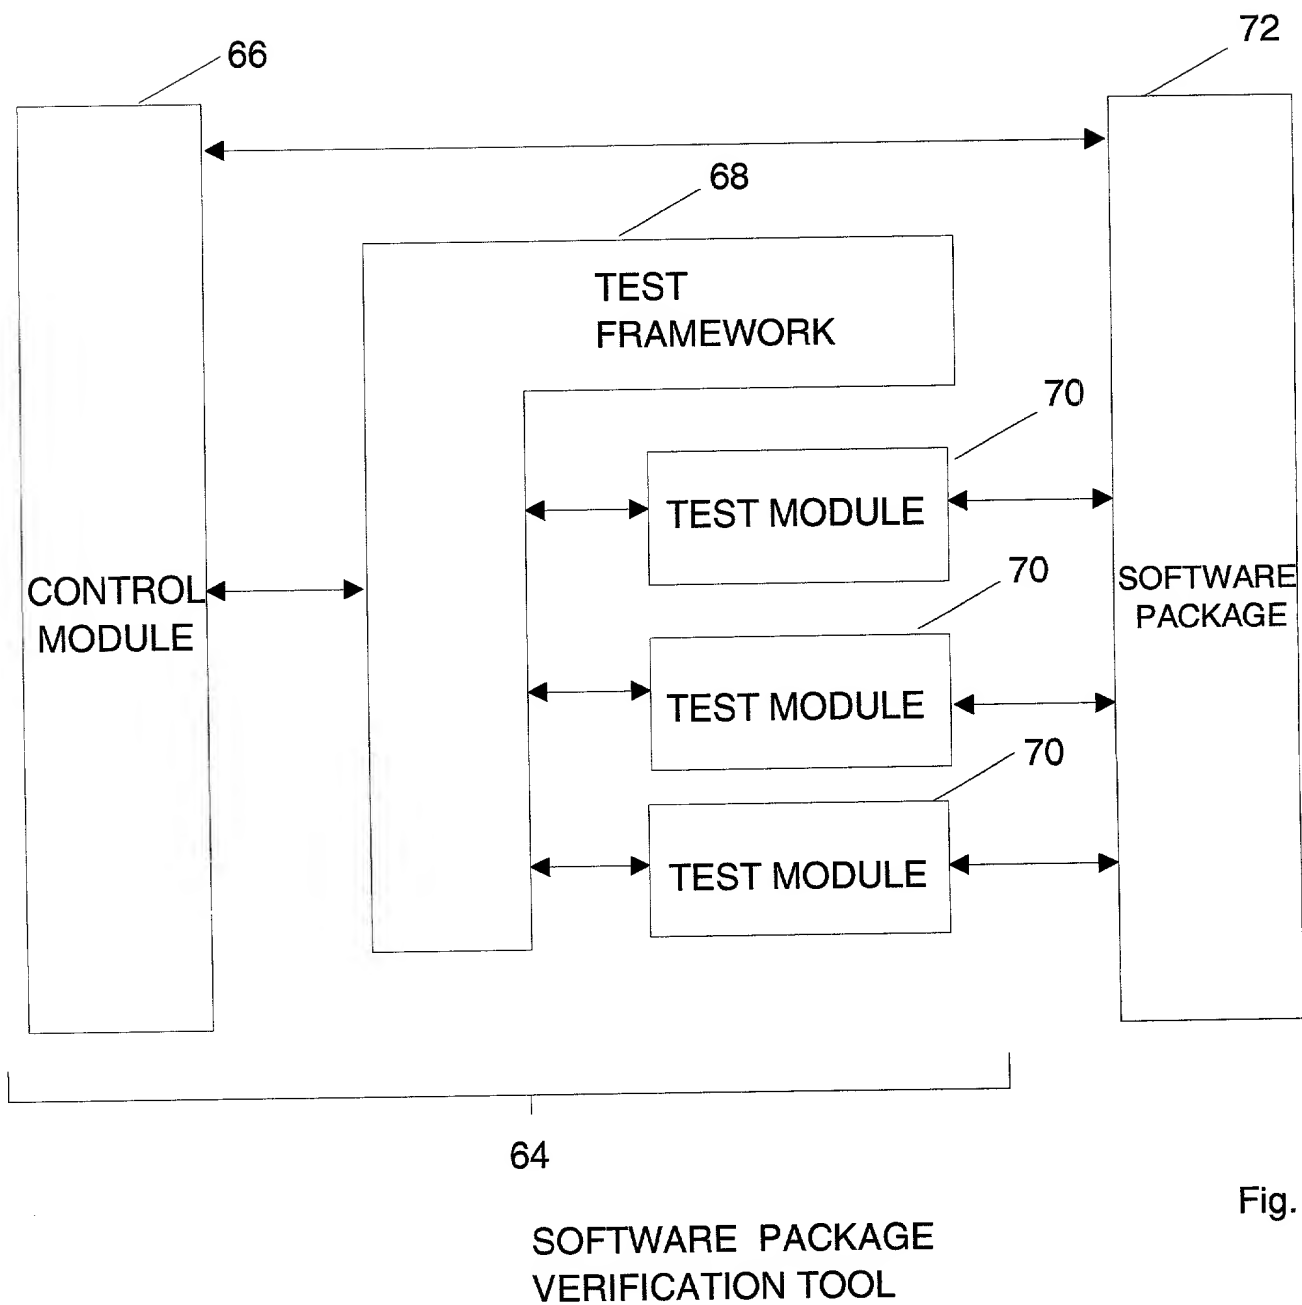 66
72
68
TEST
FRAMEWORK
70
TEST MODULE
CONTROL
MODULE
70
SOFTWARE
PACKAGE
TEST MODULE
70
TEST MODULE
64
Fig.
SOFTWARE PACKAGE
VERIFICATION TOOL